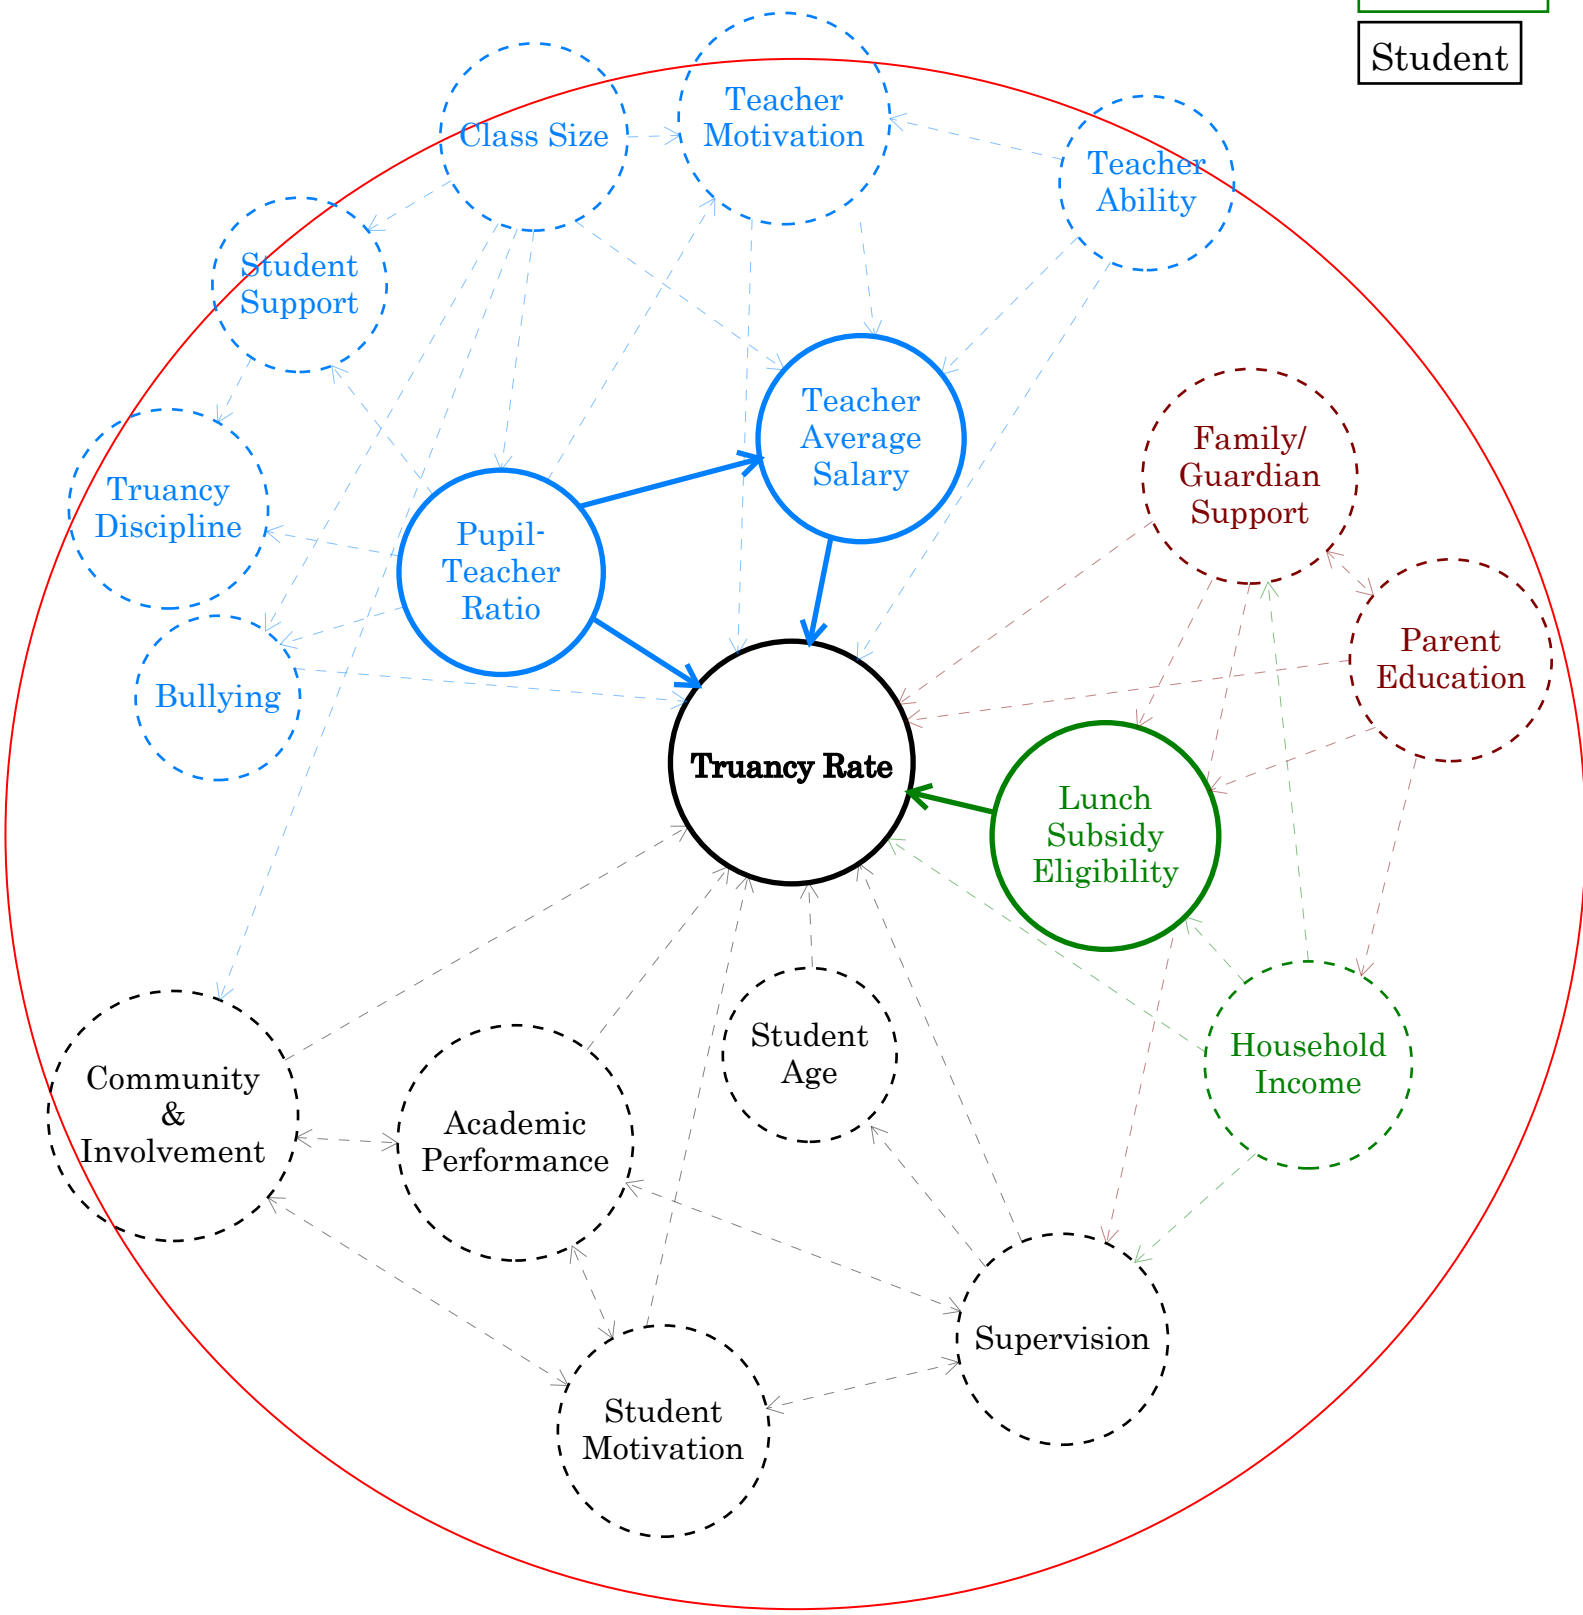 Student
Teacher
Motivation
Class Size
Teacher
Ability
Student
Support
Teacher
Average
Salary
Family/
Guardian
Support
Truancy
Discipline
Pupil-
Teacher
Ratio
Parent
Education
Bullying
Truancy Rate
Lunch
Subsidy
Eligibility
Student
Age
Household
Income
Community
&
Involvement
Academic
Performance
Supervision
Student
Motivation